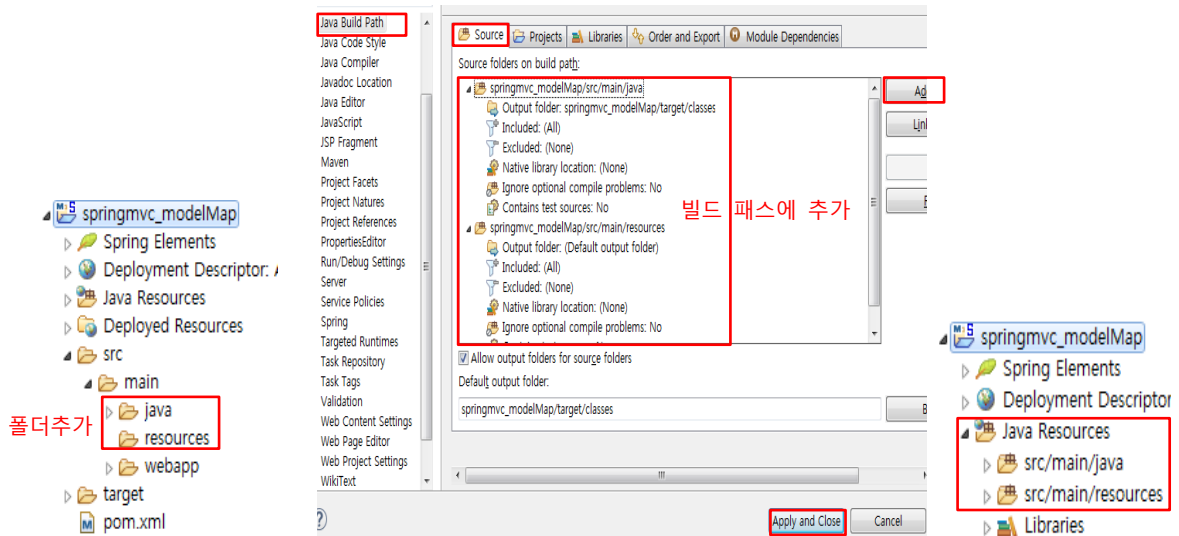 springmvc_modelMap
Spring Elements
Deployment Descriptor:
Java Resources
Deployed Resources
src
main
java
resources
webapp
target
pom.xml
폴더추가
Java Build Path
Java Code Style
Java Compiler
Javadoc Location
Java Editor
JavaScript
JSP Fragment
Maven
Project Facets
Project Natures
Project References
PropertiesEditor
Run/Debug Settings
Server
Service Policies
Spring
Targeted Runtimes
Task Repository
Task Tags
Validation
Web Content Settings
Web Page Editor
Web Project Settings
WikiText
Source Projects Libraries Order and Export Module Dependencies
Source folders on build path:
springmvc_modelMap/src/main/java
Output folder: springmvc_modelMap/target/classes
Included: (All)
Excluded: (None)
Native library location: (None)
Ignore optional compile problems: No
Contains test sources: No
springmvc_modelMap/src/main/resources
Output folder: (Default output folder)
Included: (All)
Excluded: (None)
Native library location: (None)
Ignore optional compile problems: No
빌드 패스에 추가
Allow output folders for source folders
Default output folder:
springmvc_modelMap/target/classes
Apply and Close Cancel
springmvc_modelMap
Spring Elements
Deployment Descriptor
Java Resources
src/main/java
src/main/resources
Libraries